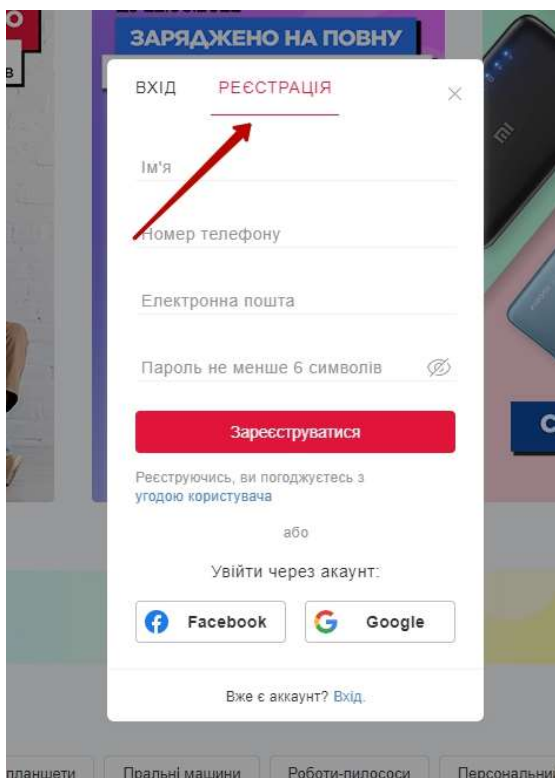 ЗАРЯДЖЕНО НА ПОВНУ
ВХІД РЕЄСТРАЦІЯ
Ім'я
Номер телефону
Електронна пошта
Пароль не менше 6 символів
Зареєструватися
Реєструючись, ви погоджуєтесь з
угодою користувача
або
Увійти через акаунт:
Facebook Google
Вже є аккаунт? Вхід.
планшети Пральні машини Роботи-пилососи